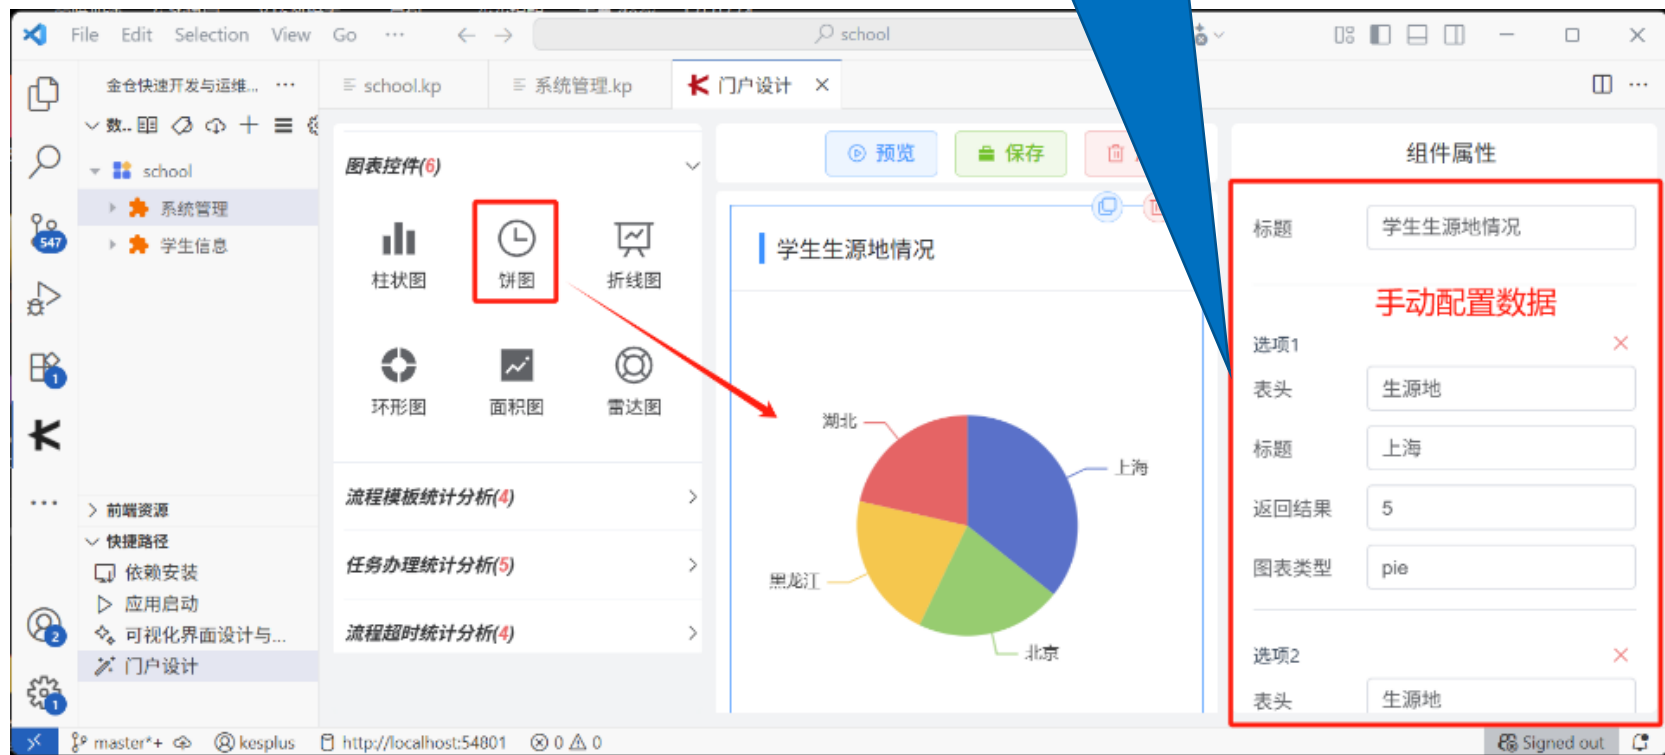 File Edit Selection View Go ··· school
金仓快速开发与运维... ···
school.kp
系统管理.kp
门户设计
数..
school
系统管理
学生信息
547
1
前端资源
快捷路径
依赖安装
应用启动
可视化界面设计与...
门户设计
2
1
图表控件(6)
柱状图
饼图
折线图
环形图
面积图
雷达图
流程模板统计分析(4)
任务办理统计分析(5)
流程超时统计分析(4)
预览
保存
学生生源地情况
湖北
上海
黑龙江
北京
组件属性
标题 学生生源地情况
手动配置数据
选项1
表头 生源地
标题 上海
返回结果 5
图表类型 pie
选项2
表头 生源地
master*+ kesplus http://localhost:54801 0 0 Signed out